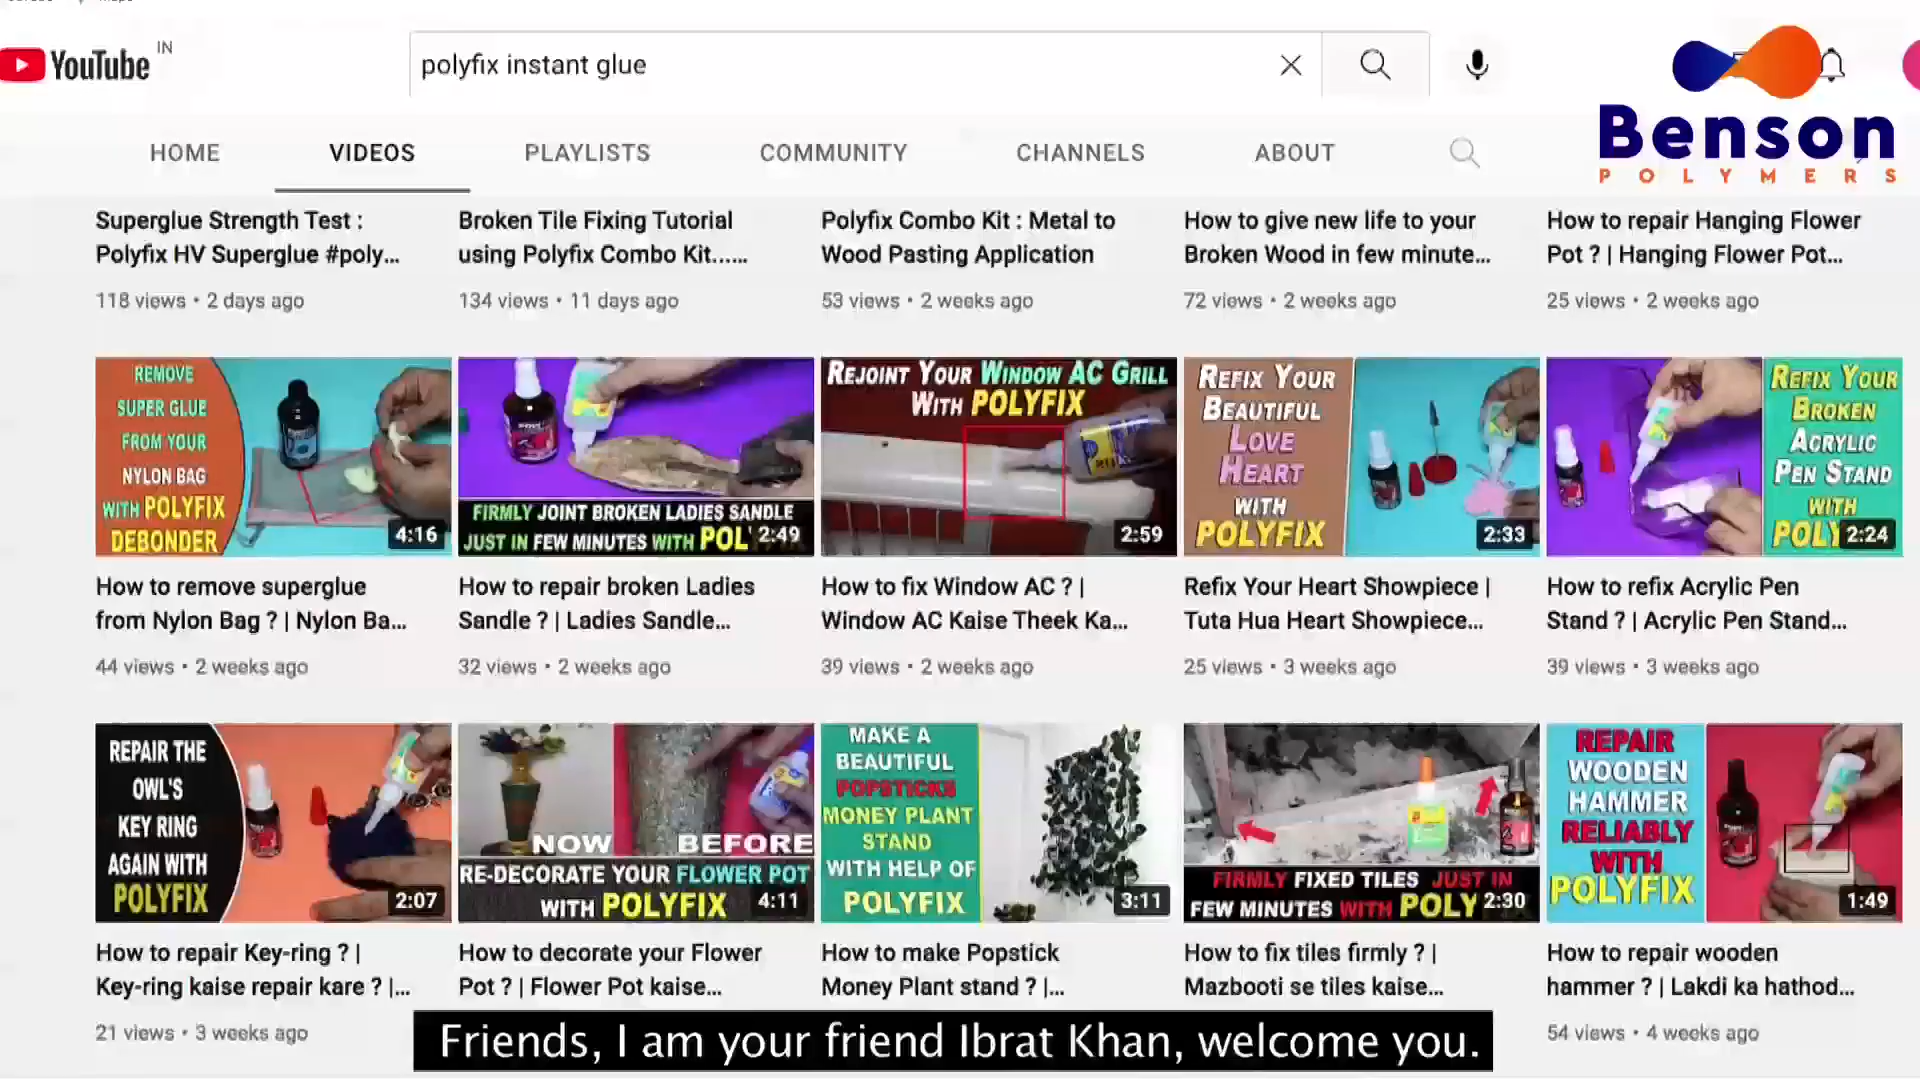 YouTube IN
polyfix instant glue
Benson
POLYMERS
HOME VIDEOS PLAYLISTS COMMUNITY CHANNELS ABOUT
Superglue Strength Test :
Polyfix HV Superglue #poly...
118 views • 2 days ago
Broken Tile Fixing Tutorial
using Polyfix Combo Kit......
134 views • 11 days ago
Polyfix Combo Kit : Metal to
Wood Pasting Application
53 views • 2 weeks ago
How to give new life to your
Broken Wood in few minute...
72 views • 2 weeks ago
How to repair Hanging Flower
Pot ? | Hanging Flower Pot...
25 views • 2 weeks ago
REMOVE
SUPER GLUE
FROM YOUR
NYLON BAG
WITH POLYFIX
DEBONDER
4:16
How to remove superglue
from Nylon Bag ? | Nylon Ba...
44 views • 2 weeks ago
FIRMLY JOINT BROKEN LADIES SANDLE
JUST IN FEW MINUTES WITH POL
2:49
How to repair broken Ladies
Sandle ? | Ladies Sandle...
32 views • 2 weeks ago
REJOINT YOUR WINDOW AC GRILL
WITH POLYFIX
2:59
How to fix Window AC ? |
Window AC Kaise Theek Ka...
39 views • 2 weeks ago
REFIX YOUR
BEAUTIFUL
LOVE
HEART
WITH
POLYFIX
2:33
Refix Your Heart Showpiece |
Tuta Hua Heart Showpiece...
25 views • 3 weeks ago
REFIX YOUR
BROKEN
ACRYLIC
PEN STAND
WITH
POLY
2:24
How to refix Acrylic Pen
Stand ? | Acrylic Pen Stand...
39 views • 3 weeks ago
REPAIR THE
OWL'S
KEY RING
AGAIN WITH
POLYFIX
2:07
How to repair Key-ring ? |
Key-ring kaise repair kare ? |...
21 views • 3 weeks ago
NOW BEFORE
RE-DECORATE YOUR FLOWER POT
WITH POLYFIX
4:11
How to decorate your Flower
Pot ? | Flower Pot kaise...
MAKE A
BEAUTIFUL
POPSTICKS
MONEY PLANT
STAND
WITH HELP OF
POLYFIX
3:11
How to make Popstick
Money Plant stand ? |...
FIRMLY FIXED TILES JUST IN
FEW MINUTES WITH POLY
2:30
How to fix tiles firmly ? |
Mazbooti se tiles kaise...
REPAIR
WOODEN
HAMMER
RELIABLY
WITH
POLYFIX
1:49
How to repair wooden
hammer ? | Lakdi ka hathod...
54 views • 4 weeks ago
Friends, I am your friend Ibrat Khan, welcome you.